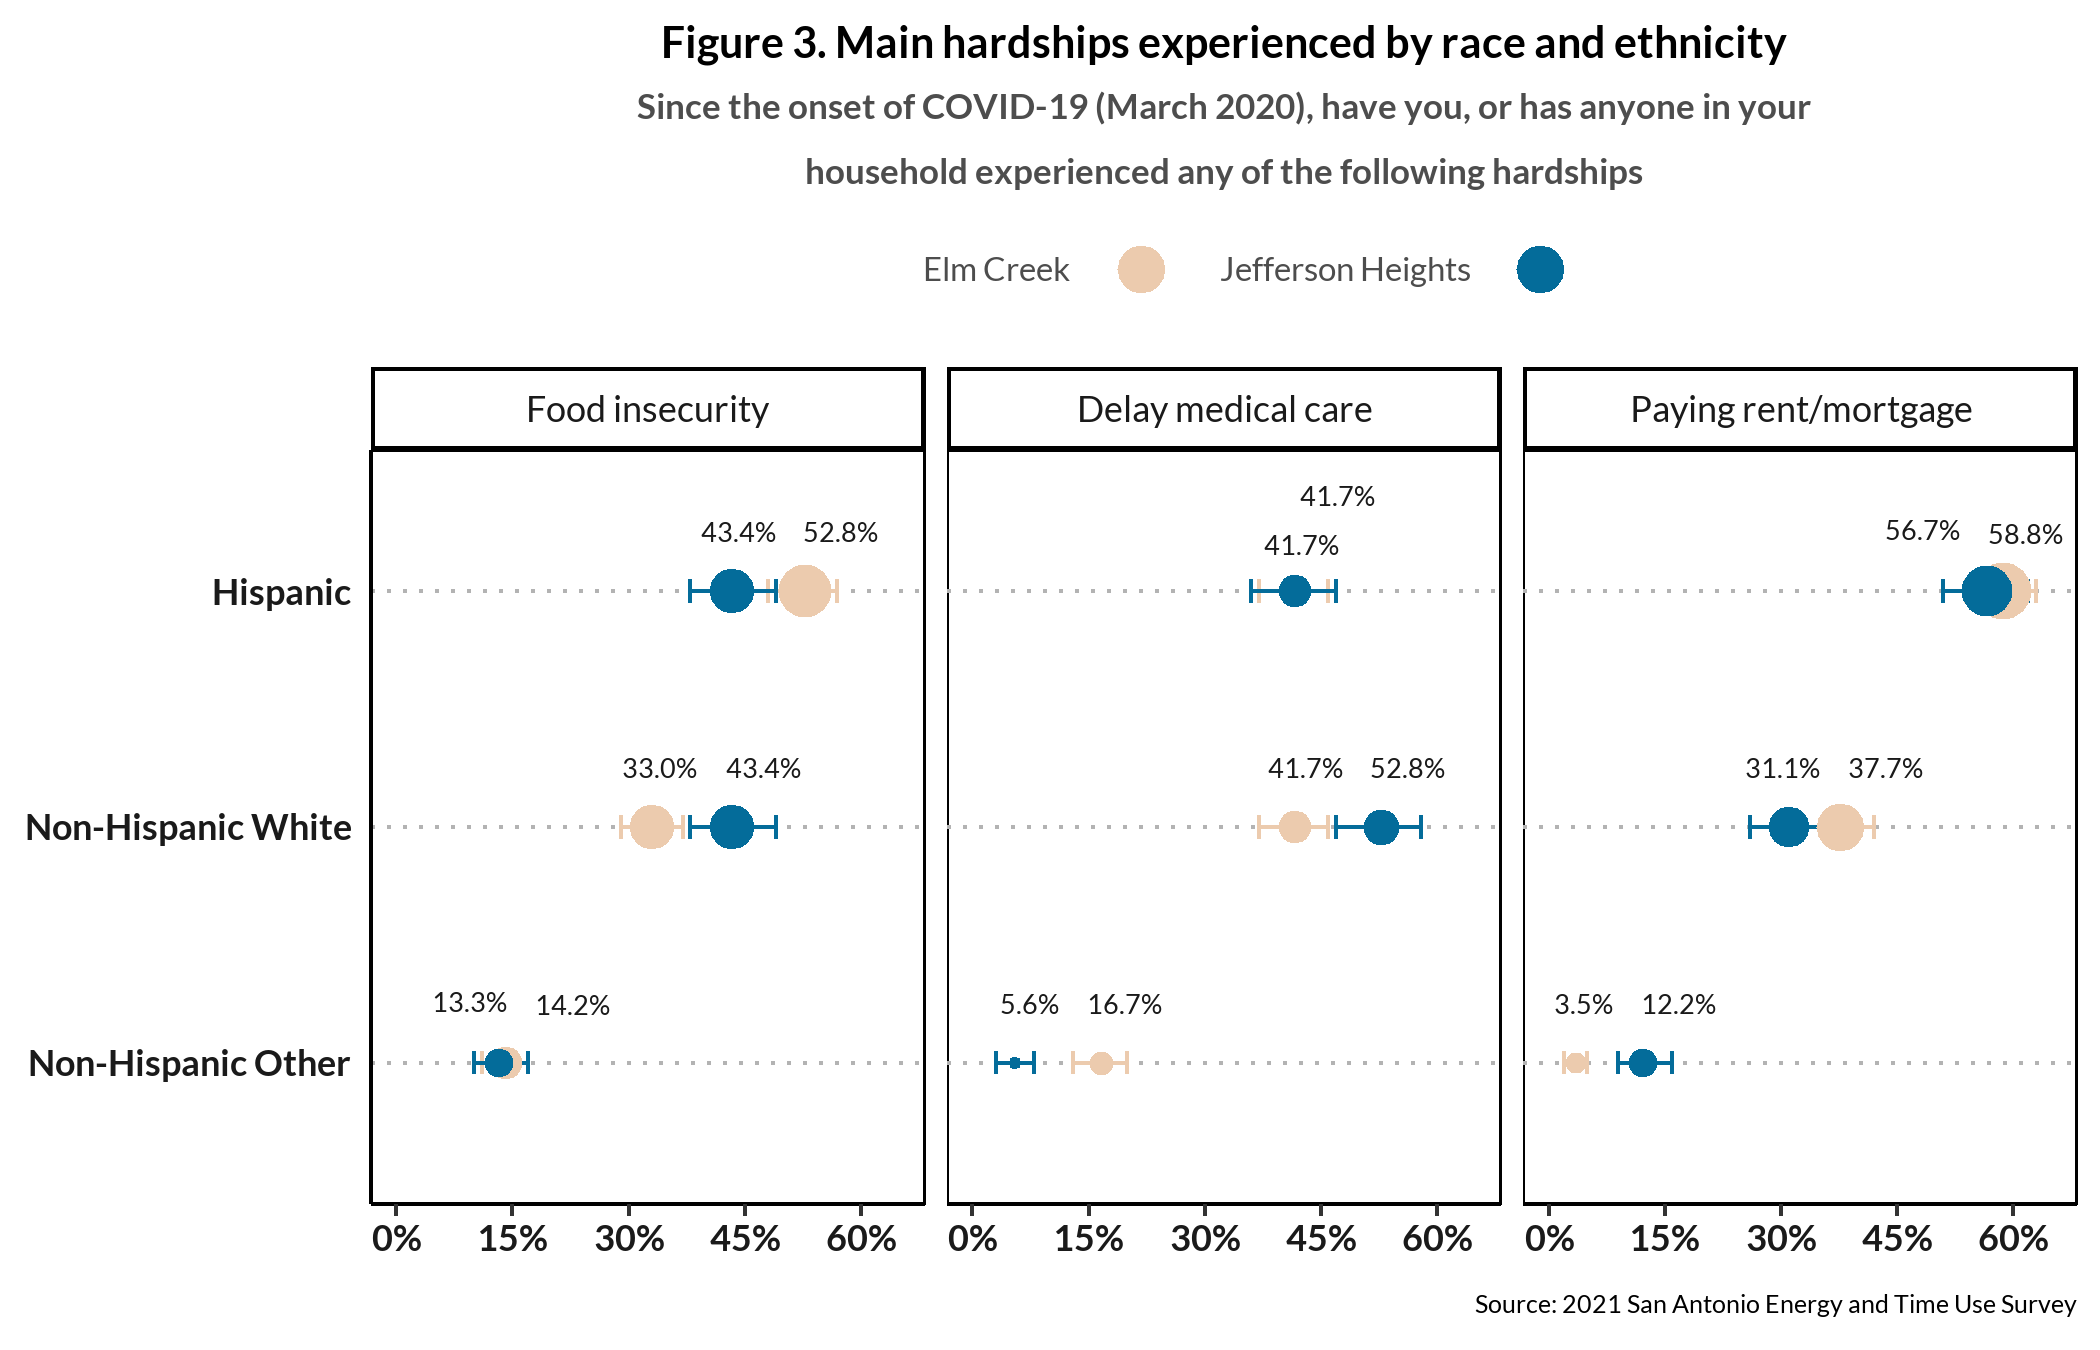 Figure 3. Main hardships experienced by race and ethnicity
Since the onset of COVID-19 (March 2020), have you, or has anyone in your
household experienced any of the following hardships
Elm Creek Jefferson Heights
Food insecurity Delay medical care Paying rent/mortgage
41.7%
43.4% 52.8% 41.7% 56.7% 58.8%
Hispanic
33.0% 43.4% 41.7% 52.8% 31.1% 37.7%
Non-Hispanic White
13.3% 14.2% 5.6% 16.7% 3.5% 12.2%
Non-Hispanic Other
0% 15% 30% 45% 60% 0% 15% 30% 45% 60% 0% 15% 30% 45% 60%
Source: 2021 San Antonio Energy and Time Use Survey